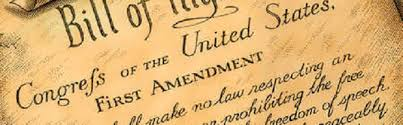 Bill of
Congreſs OF THE United States.
FIRST AMENDMENT
make no law respecting an
prohibiting the free
freedom of speech,
peaceably